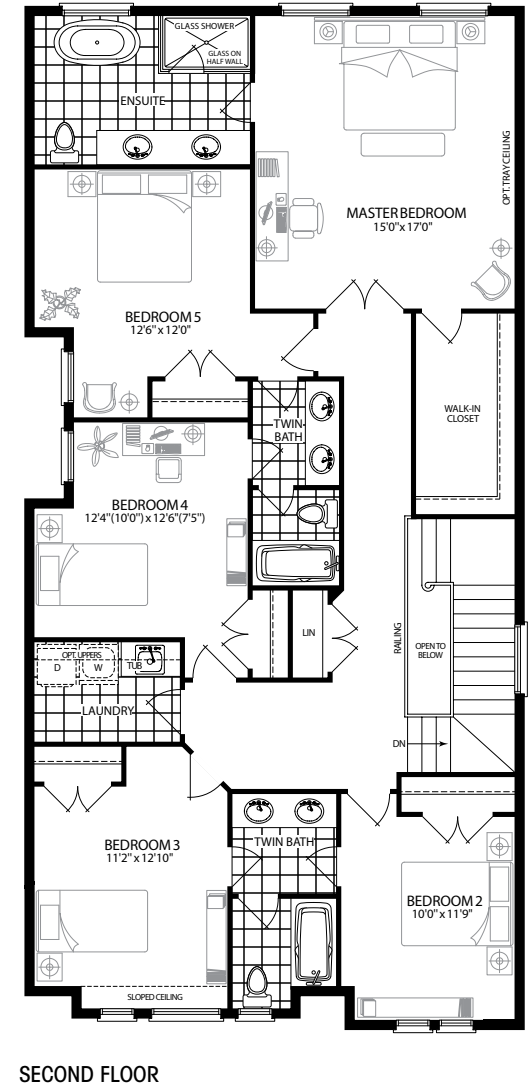 GLASS SHOWER
GLASS ON
HALF WALL
ENSUITE
OPT. TRAY CEILING
MASTER BEDROOM
15'0" x 17'0"
BEDROOM 5
12'6" x 12'0"
WALK-IN
CLOSET
TWIN
BATH
BEDROOM 4
12'4"(10'0") x 12'6"(7'5")
LIN
RAILING
OPEN TO
BELOW
OPT. UPPERS
D
W
TUB
LAUNDRY
DN
BEDROOM 3
11'2" x 12'10"
TWIN BATH
BEDROOM 2
10'0" x 11'9"
SLOPED CEILING
SECOND FLOOR